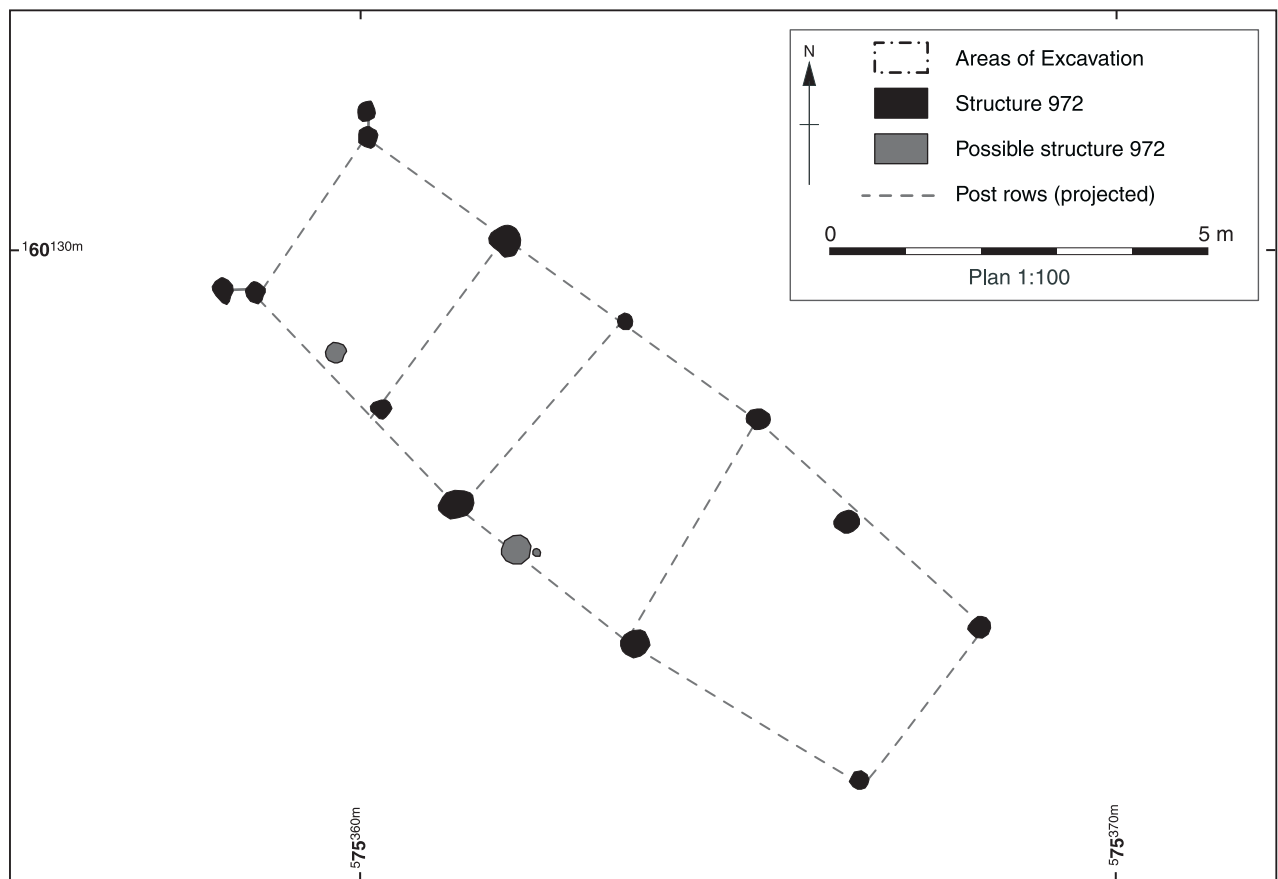 N
Areas of Excavation
Structure 972
Possible structure 972
Post rows (projected)
0 5 m
Plan 1:100
160130m
575360m
575370m